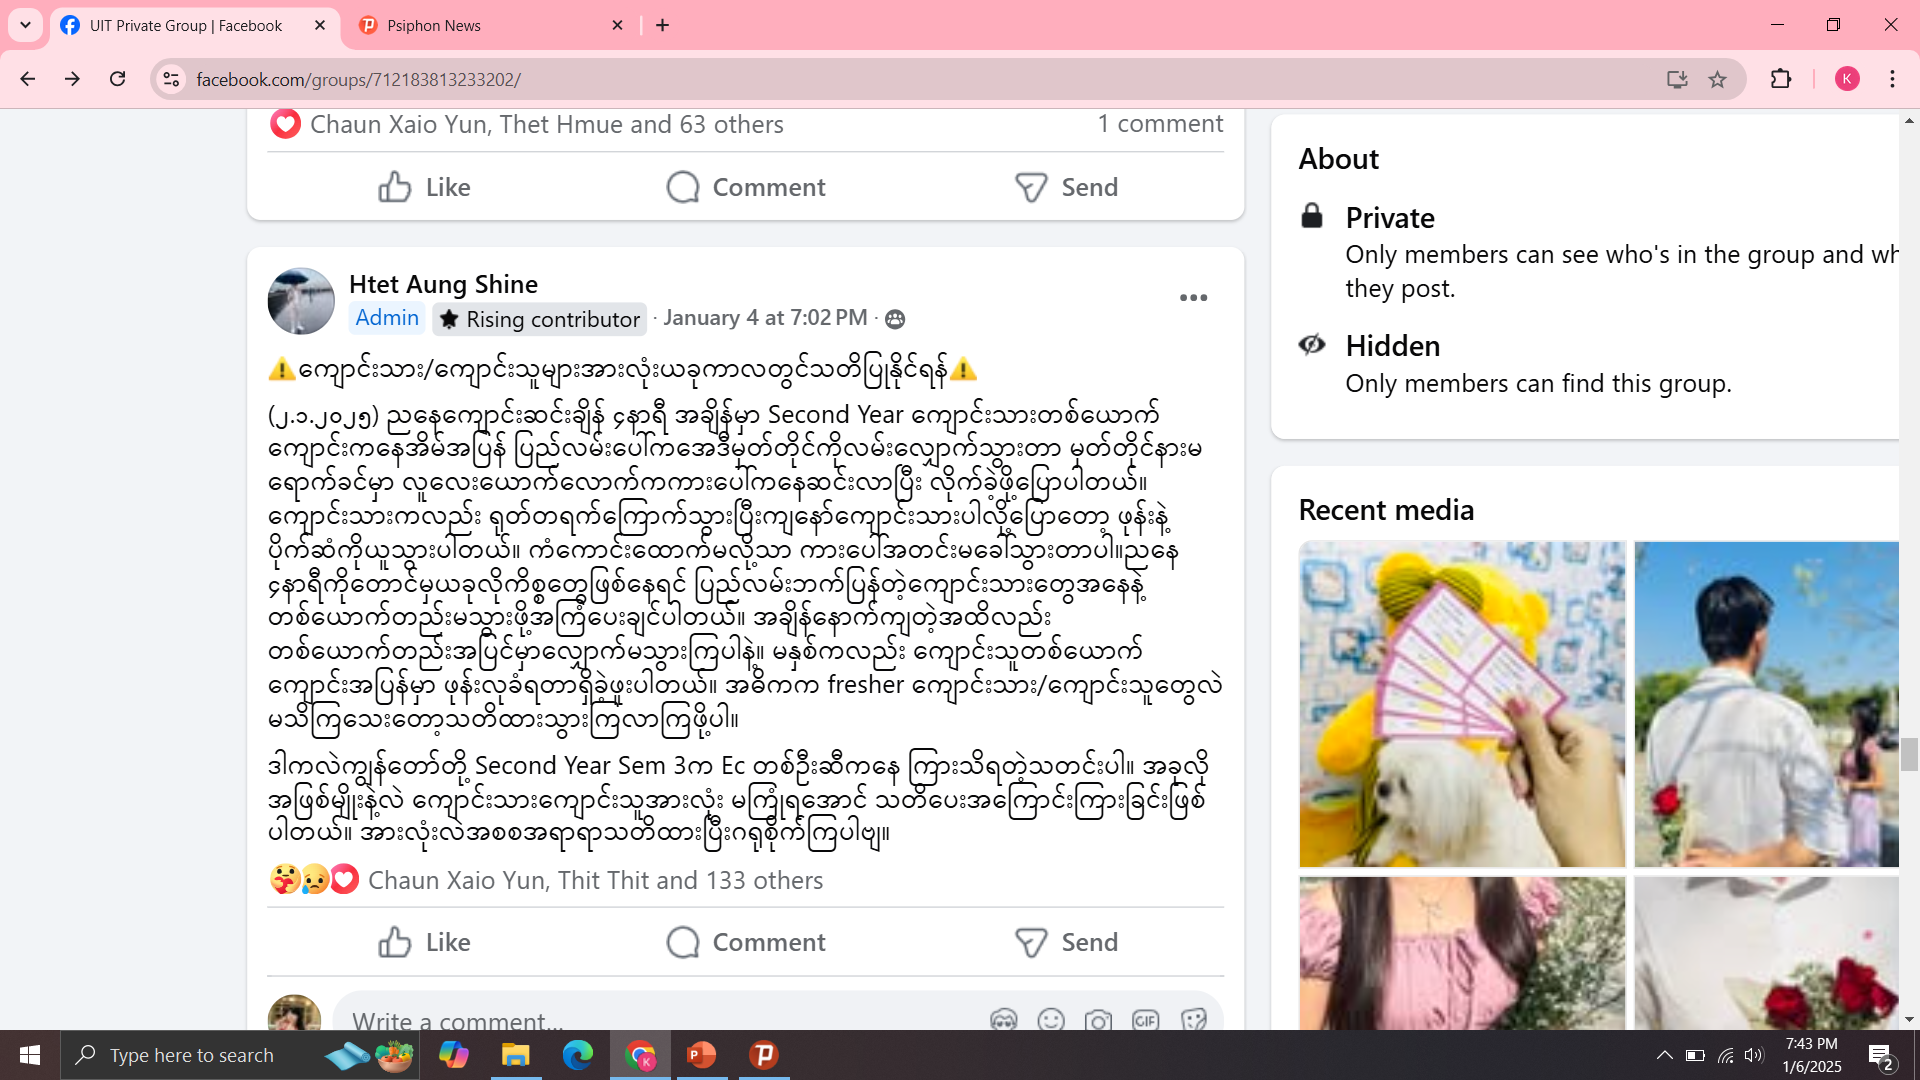 UIT Private Group | Facebook
Psiphon News
facebook.com/groups/712183813233202/
K
Chaun Xaio Yun, Thet Hmue and 63 others
1 comment
Like
Comment
Send
Htet Aung Shine
Admin
Rising contributor
· January 4 at 7:02 PM ·
⚠️ကျောင်းသား/ကျောင်းသူများအားလုံးယခုကာလတွင်သတိပြုနိုင်ရန်⚠️
(၂.၁.၂၀၂၅) ညနေကျောင်းဆင်းချိန် ၄နာရီ အချိန်မှာ Second Year ကျောင်းသားတစ်ယောက်
ကျောင်းကနေအိမ်အပြန် ပြည်လမ်းပေါ်ကအေဒီမှတ်တိုင်ကိုလမ်းလျှောက်သွားတာ မှတ်တိုင်နားမ
ရောက်ခင်မှာ လူလေးယောက်လောက်ကကားပေါ်ကနေဆင်းလာပြီး လိုက်ခဲ့ဖို့ပြောပါတယ်။
ကျောင်းသားကလည်း ရုတ်တရက်ကြောက်သွားပြီးကျနော်ကျောင်းသားပါလို့ပြောတော့ ဖုန်းနဲ့
ပိုက်ဆံကိုယူသွားပါတယ်။ ကံကောင်းထောက်မလို့သာ ကားပေါ်အတင်းမခေါ်သွားတာပါ။ညနေ
၄နာရီကိုတောင်မှယခုလိုကိစ္စတွေဖြစ်နေရင် ပြည်လမ်းဘက်ပြန်တဲ့ကျောင်းသားတွေအနေနဲ့
တစ်ယောက်တည်းမသွားဖို့အကြံပေးချင်ပါတယ်။ အချိန်နောက်ကျတဲ့အထိလည်း
တစ်ယောက်တည်းအပြင်မှာလျှောက်မသွားကြပါနဲ့။ မနှစ်ကလည်း ကျောင်းသူတစ်ယောက်
ကျောင်းအပြန်မှာ ဖုန်းလုခံရတာရှိခဲ့ဖူးပါတယ်။ အဓိကက fresher ကျောင်းသား/ကျောင်းသူတွေလဲ
မသိကြသေးတော့သတိထားသွားကြလာကြဖို့ပါ။
ဒါကလဲကျွန်တော်တို့ Second Year Sem 3က Ec တစ်ဦးဆီကနေ ကြားသိရတဲ့သတင်းပါ။ အခုလို
အဖြစ်မျိုးနဲ့လဲ ကျောင်းသားကျောင်းသူအားလုံး မကြုံရအောင် သတိပေးအကြောင်းကြားခြင်းဖြစ်
ပါတယ်။ အားလုံးလဲအစစအရာရာသတိထားပြီးဂရုစိုက်ကြပါဗျ။
Chaun Xaio Yun, Thit Thit and 133 others
Like
Comment
Send
Write a comment...
GIF
About
Private
Only members can see who's in the group and wh
they post.
Hidden
Only members can find this group.
Recent media
Type here to search
7:43 PM
1/6/2025
2